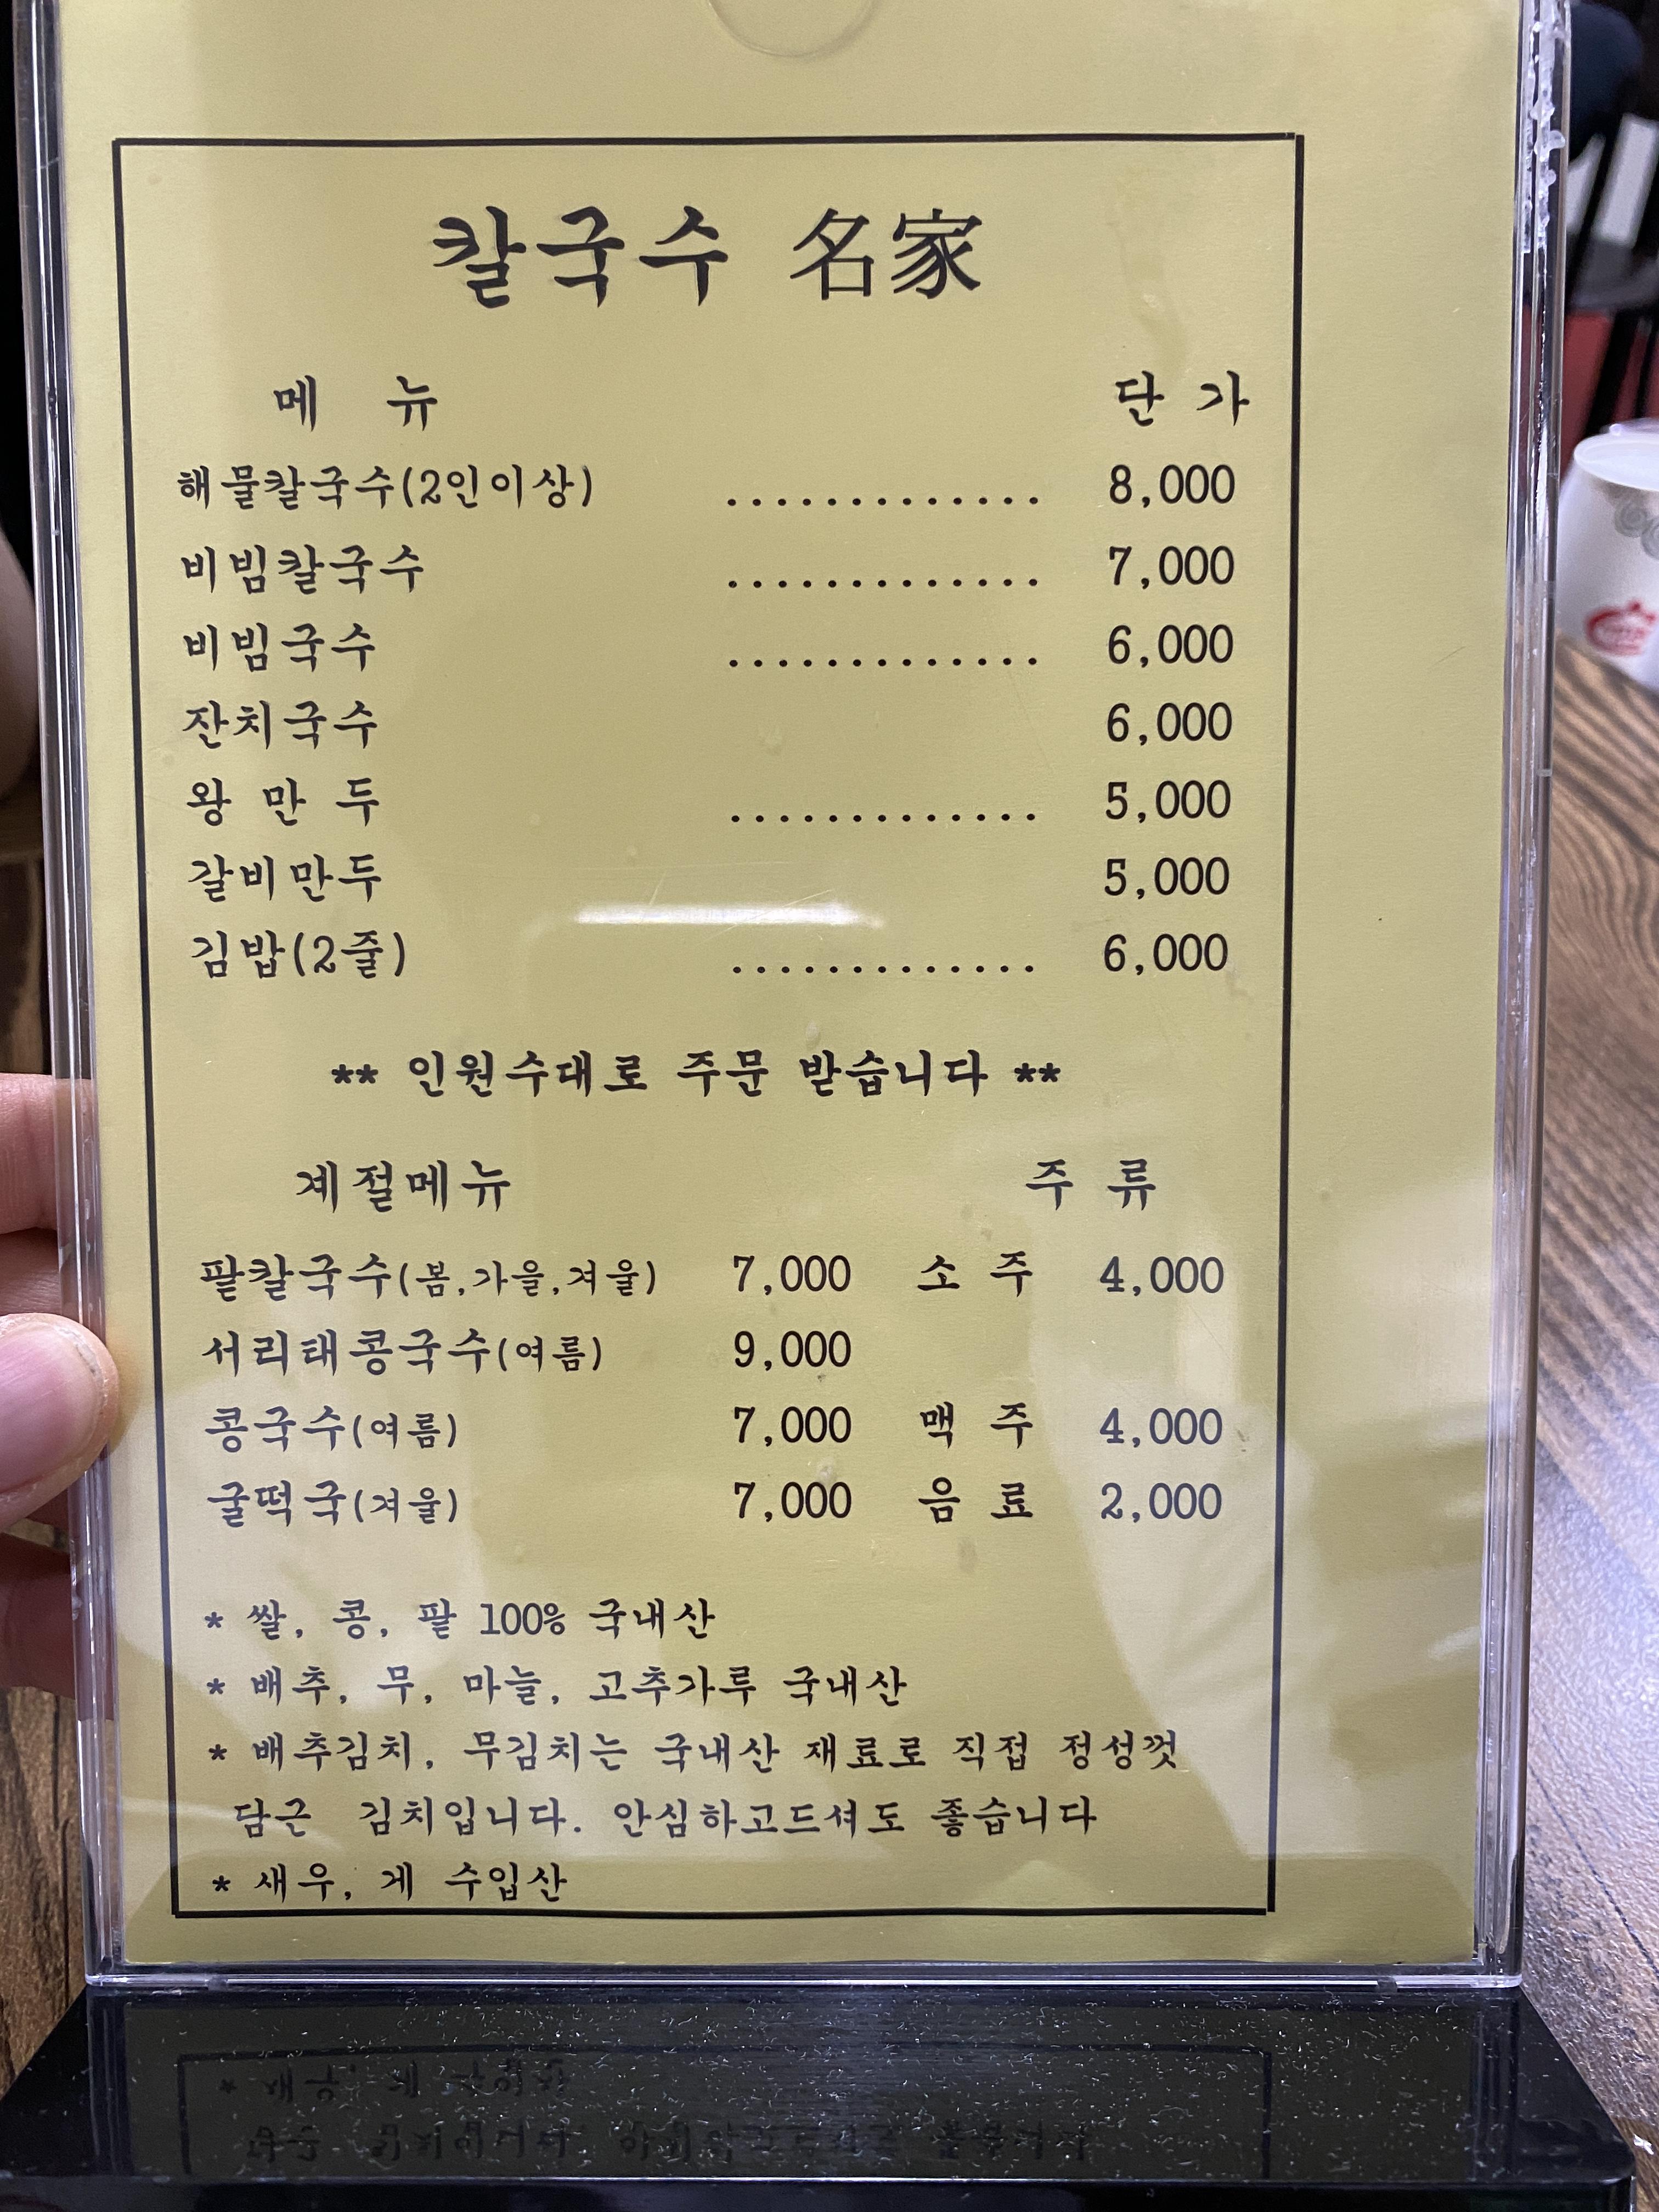 칼국수 名家
메 뉴 단 가
해물칼국수(2인이상) ............. 8,000
비빔칼국수 ............. 7,000
비빔국수 ............. 6,000
잔치국수 6,000
왕 만 두 ............. 5,000
갈비만두 5,000
김밥(2줄) ............. 6,000
** 인원수대로 주문 받습니다 **
계절메뉴 주 류
팥칼국수(봄,가을,겨울) 7,000 소 주 4,000
서리태콩국수(여름) 9,000
콩국수(여름) 7,000 맥 주 4,000
굴떡국(겨울) 7,000 음 료 2,000
* 쌀, 콩, 팥 100% 국내산
* 배추, 무, 마늘, 고추가루 국내산
* 배추김치, 무김치는 국내산 재료로 직접 정성껏
담근 김치입니다. 안심하고드셔도 좋습니다
* 새우, 게 수입산